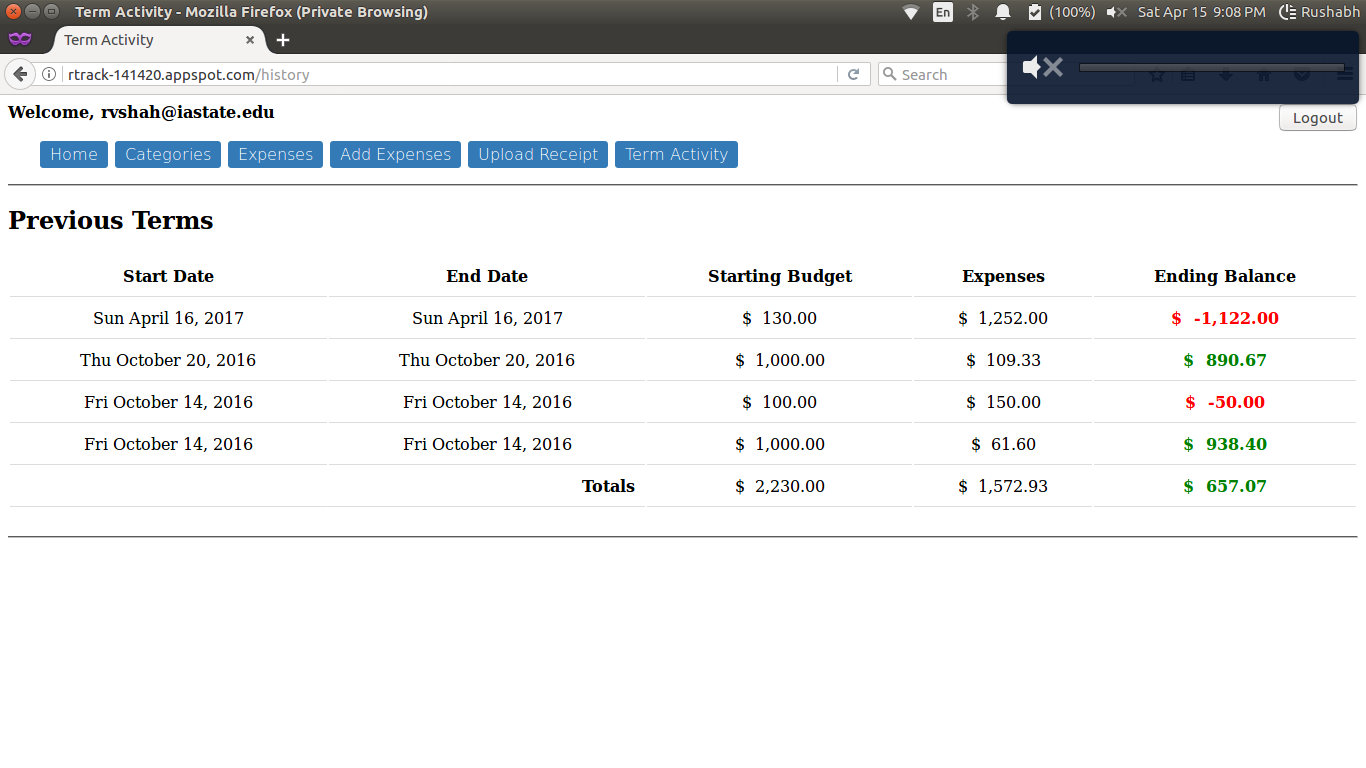 Term Activity - Mozilla Firefox (Private Browsing) En (100%) Sat Apr 15 9:08 PM Rushabh
Term Activity
rtrack-141420.appspot.com/history Search
Welcome, rvshah@iastate.edu Logout
Home Categories Expenses Add Expenses Upload Receipt Term Activity
Previous Terms
Start Date End Date Starting Budget Expenses Ending Balance
Sun April 16, 2017 Sun April 16, 2017 $ 130.00 $ 1,252.00 $ -1,122.00
Thu October 20, 2016 Thu October 20, 2016 $ 1,000.00 $ 109.33 $ 890.67
Fri October 14, 2016 Fri October 14, 2016 $ 100.00 $ 150.00 $ -50.00
Fri October 14, 2016 Fri October 14, 2016 $ 1,000.00 $ 61.60 $ 938.40
Totals $ 2,230.00 $ 1,572.93 $ 657.07